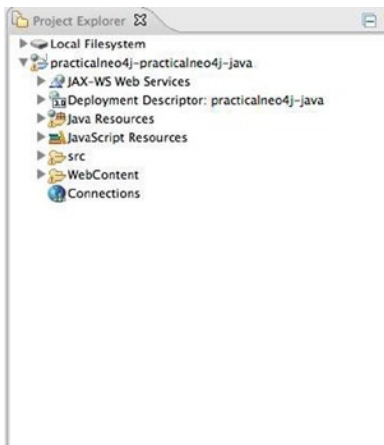 Project Explorer
Local Filesystem
practicalneo4j-practicalneo4j-java
JAX-WS Web Services
Deployment Descriptor: practicalneo4j-java
Java Resources
JavaScript Resources
src
WebContent
Connections